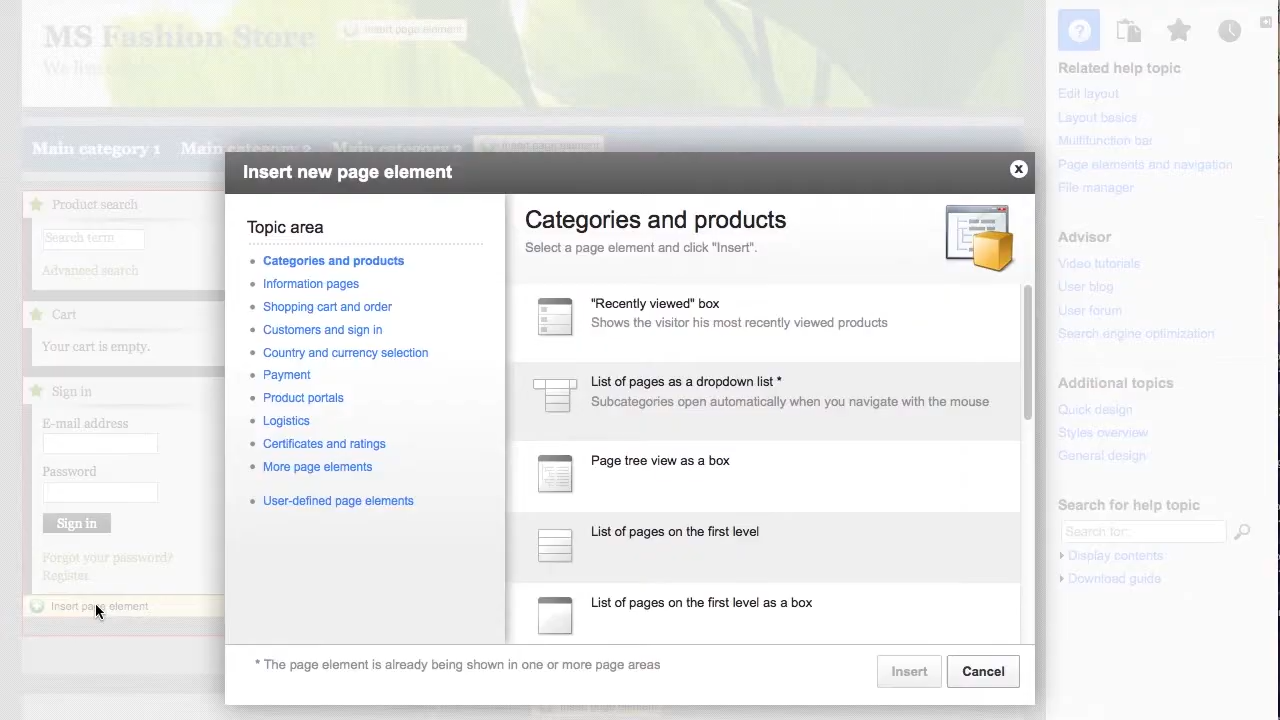 MS Fashion Store
Insert page element
Main category 1
Insert page element
Product search
Search term
Advanced search
Cart
Your cart is empty.
Sign in
E-mail address
Password
Sign in
Forgot your password?
Register
Insert page element
Insert new page element
x
Topic area
Categories and products
Information pages
Shopping cart and order
Customers and sign in
Country and currency selection
Payment
Product portals
Logistics
Certificates and ratings
More page elements
User-defined page elements
Categories and products
Select a page element and click "Insert".
"Recently viewed" box
Shows the visitor his most recently viewed products
List of pages as a dropdown list *
Subcategories open automatically when you navigate with the mouse
Page tree view as a box
List of pages on the first level
List of pages on the first level as a box
* The page element is already being shown in one or more page areas
Insert
Cancel
?
Related help topic
Edit layout
Layout basics
Multifunction bar
Page elements and navigation
File manager
Advisor
Video tutorials
User blog
User forum
Search engine optimization
Additional topics
Quick design
Styles overview
General design
Search for help topic
Search for:
Display contents
Download guide